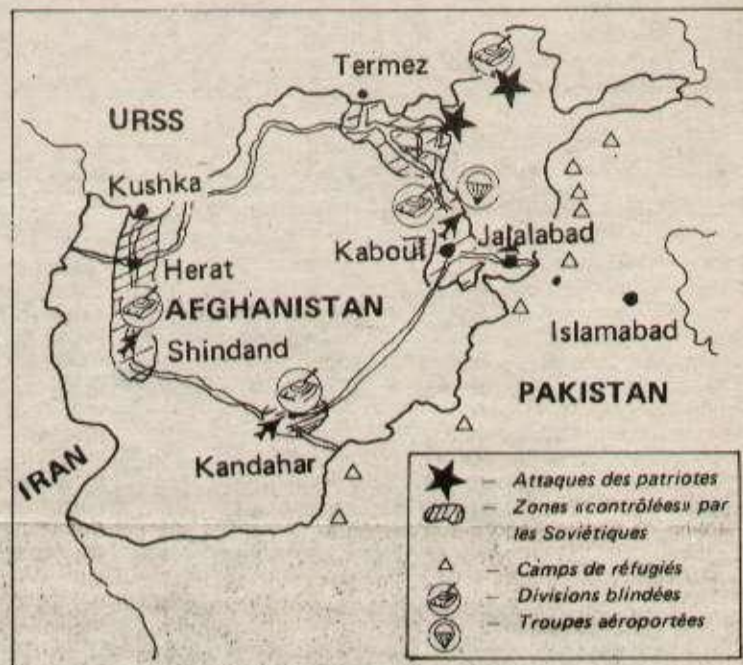 Termez
URSS
Kushka
Kaboul
Jalalabad
Herat
AFGHANISTAN
Islamabad
Shindand
PAKISTAN
Kandahar
IRAN
– Attaques des patriotes
– Zones «contrôlées» par
les Soviétiques
– Camps de réfugiés
– Divisions blindées
– Troupes aéroportées